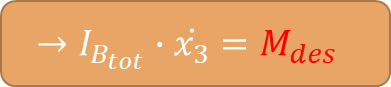 → I_{B_{tot}} · ẋ₃ = M_{des}